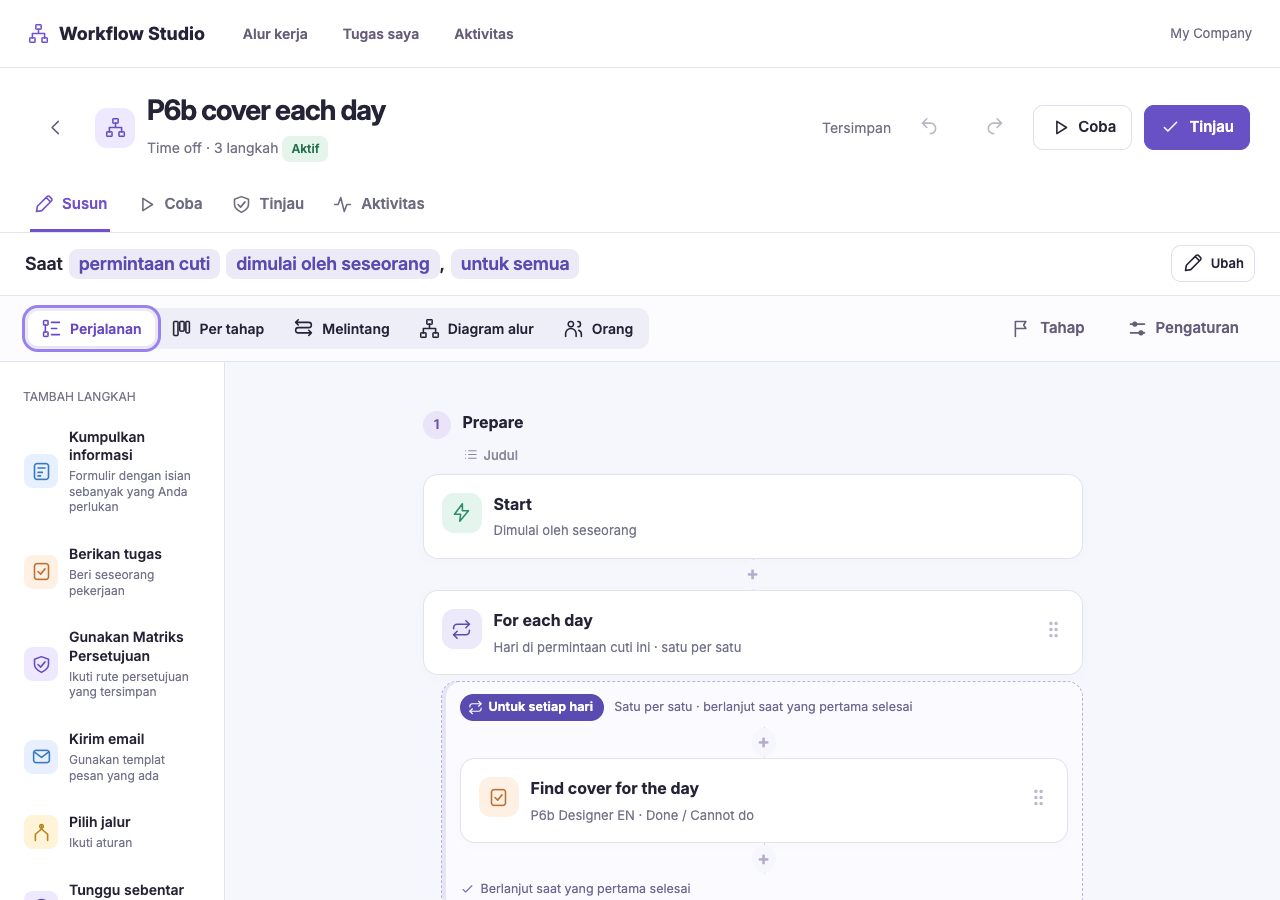 Workflow Studio
Alur kerja
Tugas saya
Aktivitas
My Company
P6b cover each day
Time off · 3 langkah
Aktif
Tersimpan
Coba
Tinjau
Susun
Coba
Tinjau
Aktivitas
Saat permintaan cuti dimulai oleh seseorang , untuk semua
Ubah
Perjalanan
Per tahap
Melintang
Diagram alur
Orang
Tahap
Pengaturan
TAMBAH LANGKAH
Kumpulkan
informasi
Formulir dengan isian
sebanyak yang Anda
perlukan
Berikan tugas
Beri seseorang
pekerjaan
Gunakan Matriks
Persetujuan
Ikuti rute persetujuan
yang tersimpan
Kirim email
Gunakan templat
pesan yang ada
Pilih jalur
Ikuti aturan
Tunggu sebentar
1
Prepare
Judul
Start
Dimulai oleh seseorang
For each day
Hari di permintaan cuti ini · satu per satu
Untuk setiap hari
Satu per satu · berlanjut saat yang pertama selesai
Find cover for the day
P6b Designer EN · Done / Cannot do
Berlanjut saat yang pertama selesai